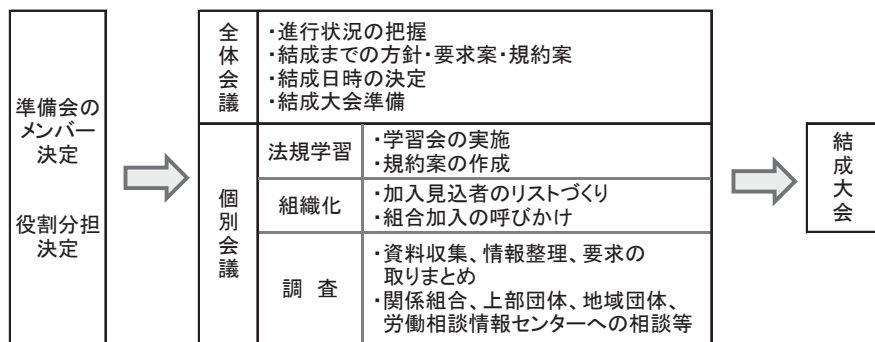 準備会の
メンバー
決定
役割分担
決定
全体会議
・進行状況の把握
・結成までの方針・要求案・規約案
・結成日時の決定
・結成大会準備
個別会議
法規学習
・学習会の実施
・規約案の作成
組織化
・加入見込者のリストづくり
・組合加入の呼びかけ
調 査
・資料収集、情報整理、要求の
取りまとめ
・関係組合、上部団体、地域団体、
労働相談情報センターへの相談等
結成大会